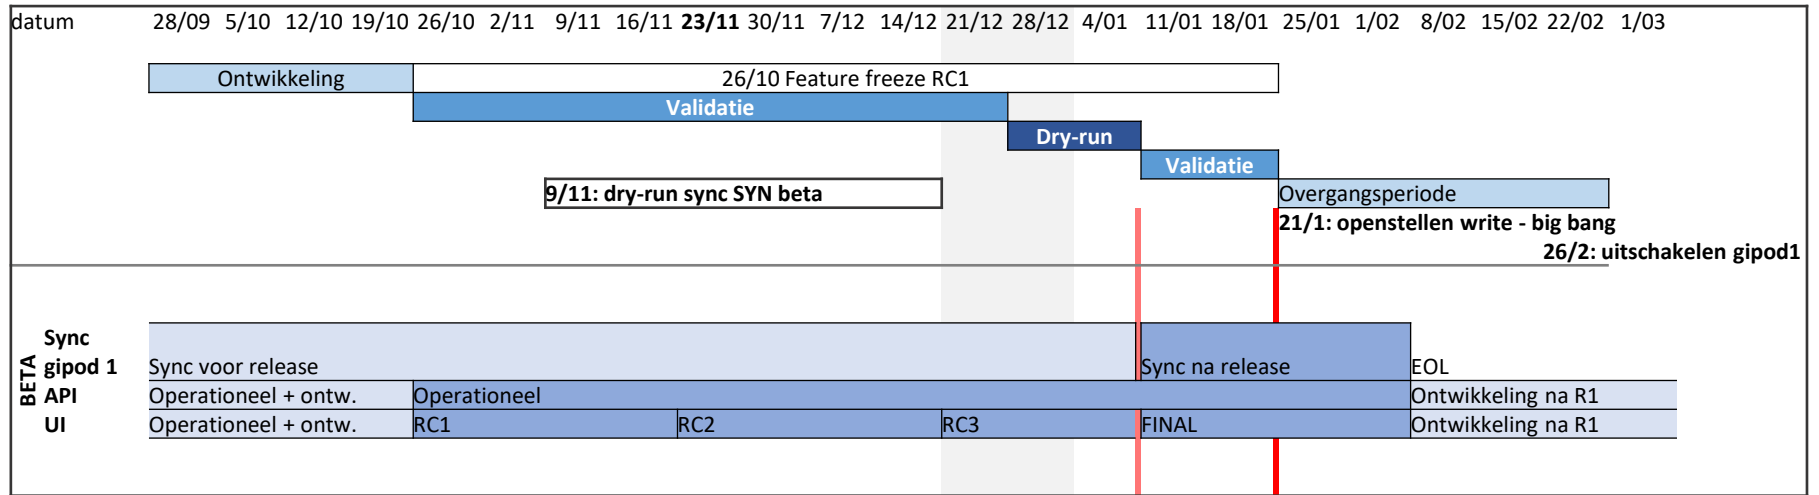 datum 28/09 5/10 12/10 19/10 26/10 2/11 9/11 16/11 23/11 30/11 7/12 14/12 21/12 28/12 4/01 11/01 18/01 25/01 1/02 8/02 15/02 22/02 1/03
Ontwikkeling 26/10 Feature freeze RC1
Validatie
Dry-run
Validatie
9/11: dry-run sync SYN beta Overgangsperiode
21/1: openstellen write - big bang
26/2: uitschakelen gipod1
BETA
Sync
gipod 1 Sync voor release Sync na release EOL
API Operationeel + ontw. Operationeel Ontwikkeling na R1
UI Operationeel + ontw. RC1 RC2 RC3 FINAL Ontwikkeling na R1